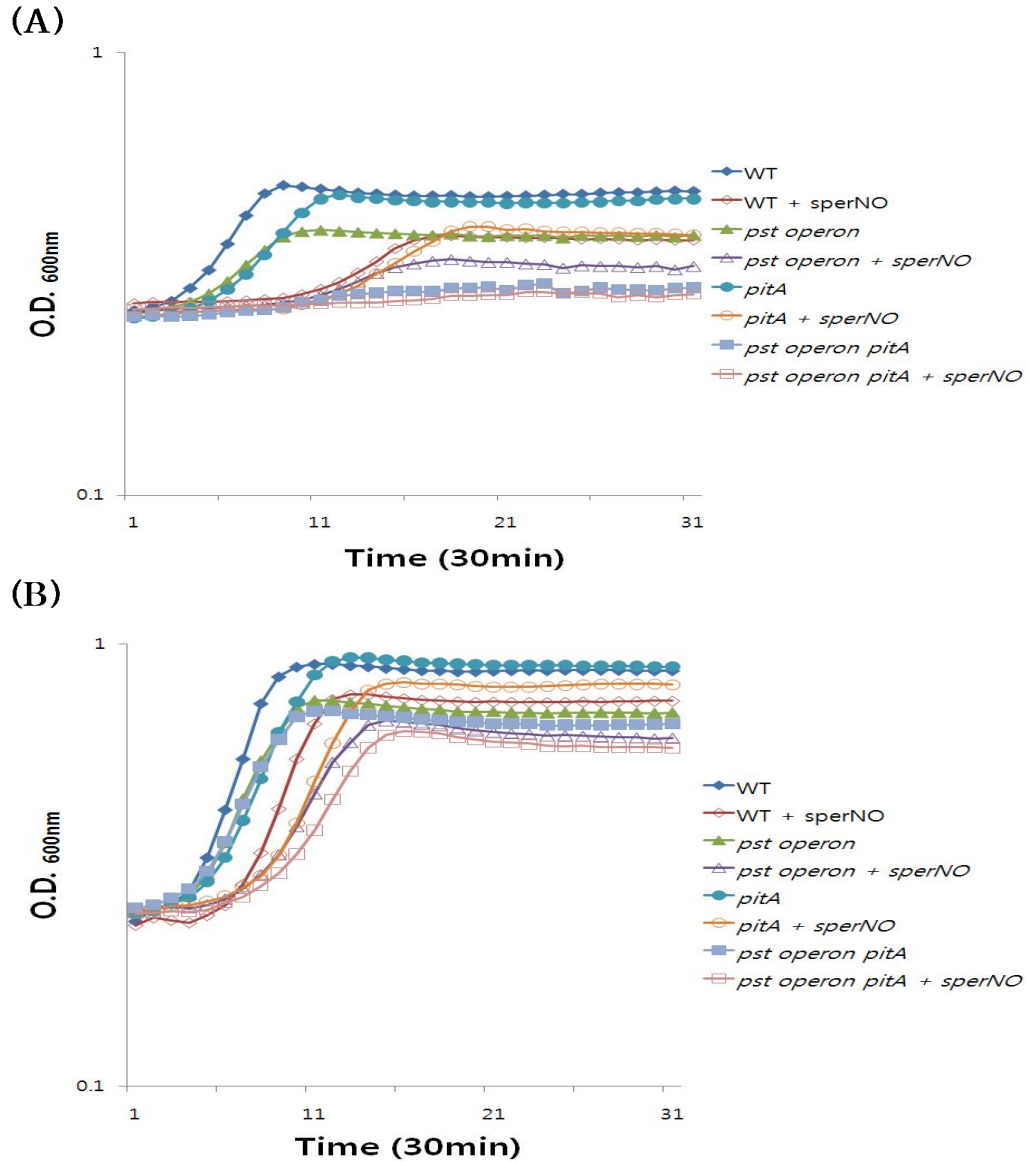 (A)
1
O.D. 600nm
0.1
1 11 21 31
Time (30min)
WT
WT + sperNO
pst operon
pst operon + sperNO
pitA
pitA + sperNO
pst operon pitA
pst operon pitA + sperNO
(B)
1
O.D. 600nm
0.1
1 11 21 31
Time (30min)
WT
WT + sperNO
pst operon
pst operon + sperNO
pitA
pitA + sperNO
pst operon pitA
pst operon pitA + sperNO